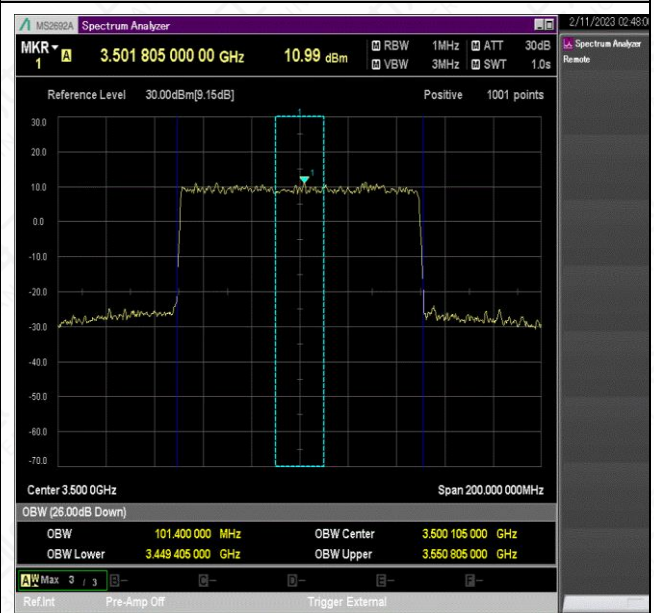 MS2692A Spectrum Analyzer
2/11/2023 02:48:0
MKR 1 A 3.501 805 000 00 GHz 10.99 dBm
M RBW 1MHz M ATT 30dB
M VBW 3MHz M SWT 1.0s
Spectrum Analyzer
Remote
Reference Level 30.00dBm[9.15dB] Positive 1001 points
1
30.0
20.0
1
10.0
0.0
-10.0
-20.0
-30.0
-40.0
-50.0
-60.0
-70.0
Center 3.500 0GHz Span 200.000 000MHz
OBW (26.00dB Down)
OBW 101.400 000 MHz OBW Center 3.500 105 000 GHz
OBW Lower 3.449 405 000 GHz OBW Upper 3.550 805 000 GHz
A W Max 3 / 3 B- C- D- E- F-
Ref.Int Pre-Amp Off Trigger External